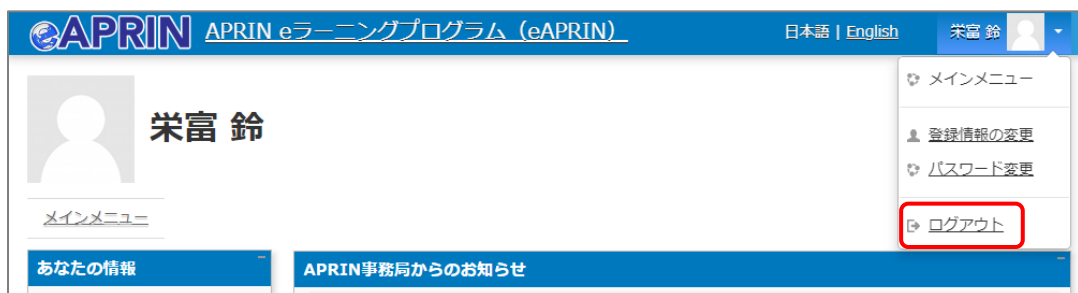 eAPRIN APRIN eラーニングプログラム（eAPRIN） 日本語 | English 栄富 鈴
メインメニュー
栄富 鈴
登録情報の変更
パスワード変更
メインメニュー
ログアウト
あなたの情報
APRIN事務局からのお知らせ